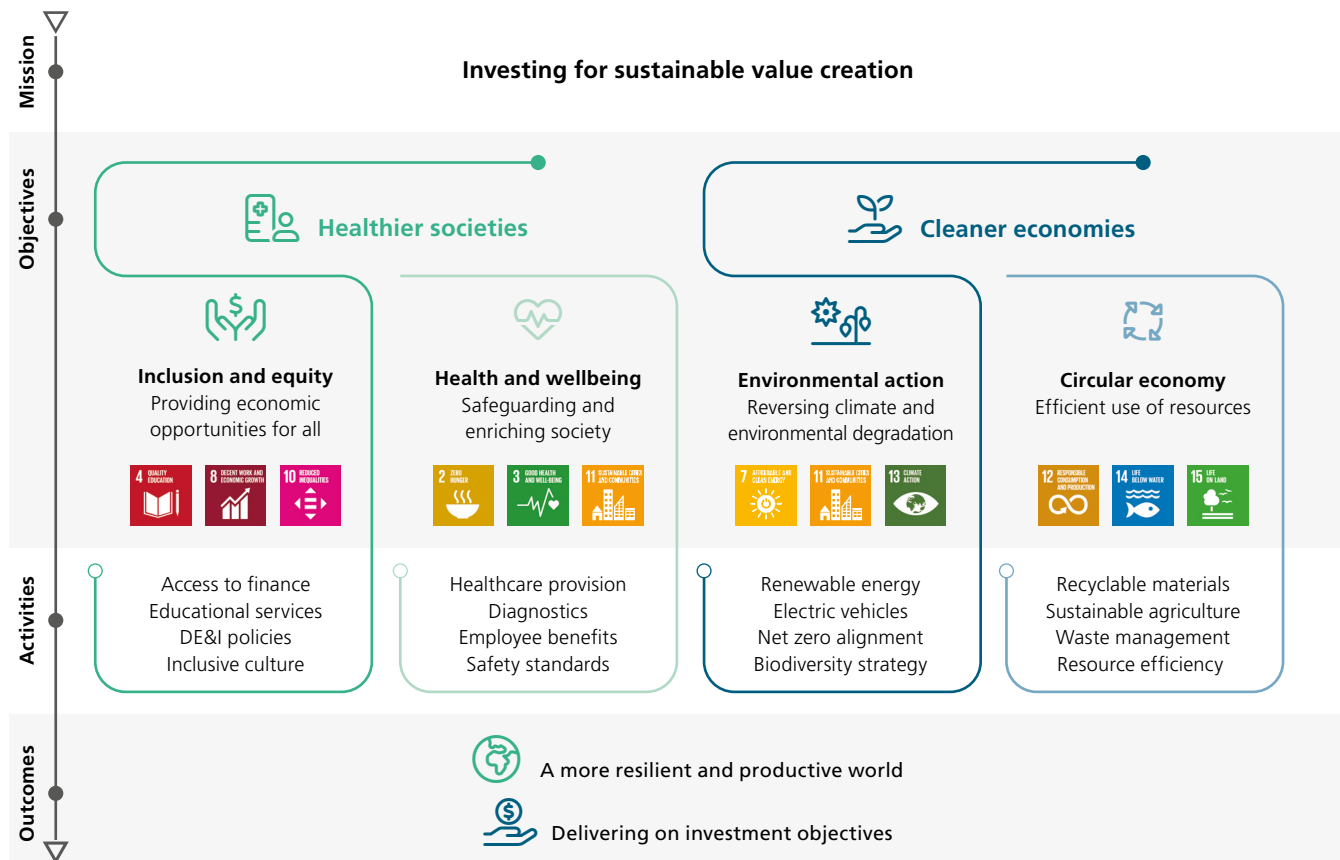 Mission
Investing for sustainable value creation
Objectives
Healthier societies
Cleaner economies
Inclusion and equity
Providing economic
opportunities for all
4 QUALITY
EDUCATION
8 DECENT WORK AND
ECONOMIC GROWTH
10 REDUCED
INEQUALITIES
Health and wellbeing
Safeguarding and
enriching society
2 ZERO
HUNGER
3 GOOD HEALTH
AND WELL-BEING
11 SUSTAINABLE CITIES
AND COMMUNITIES
Environmental action
Reversing climate and
environmental degradation
7 AFFORDABLE AND
CLEAN ENERGY
11 SUSTAINABLE CITIES
AND COMMUNITIES
13 CLIMATE
ACTION
Circular economy
Efficient use of resources
12 RESPONSIBLE
CONSUMPTION
AND PRODUCTION
14 LIFE
BELOW WATER
15 LIFE
ON LAND
Activities
Access to finance
Educational services
DE&I policies
Inclusive culture
Healthcare provision
Diagnostics
Employee benefits
Safety standards
Renewable energy
Electric vehicles
Net zero alignment
Biodiversity strategy
Recyclable materials
Sustainable agriculture
Waste management
Resource efficiency
Outcomes
A more resilient and productive world
Delivering on investment objectives